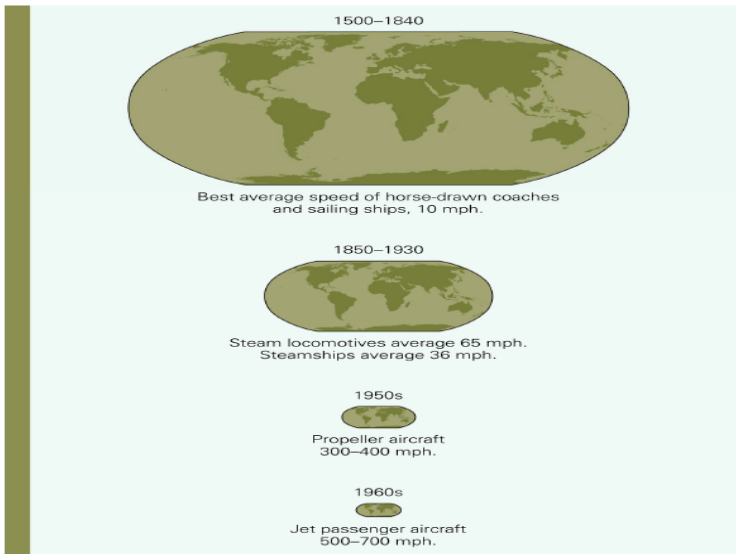 1500–1840
Best average speed of horse-drawn coaches
and sailing ships, 10 mph.
1850–1930
Steam locomotives average 65 mph.
Steamships average 36 mph.
1950s
Propeller aircraft
300–400 mph.
1960s
Jet passenger aircraft
500–700 mph.